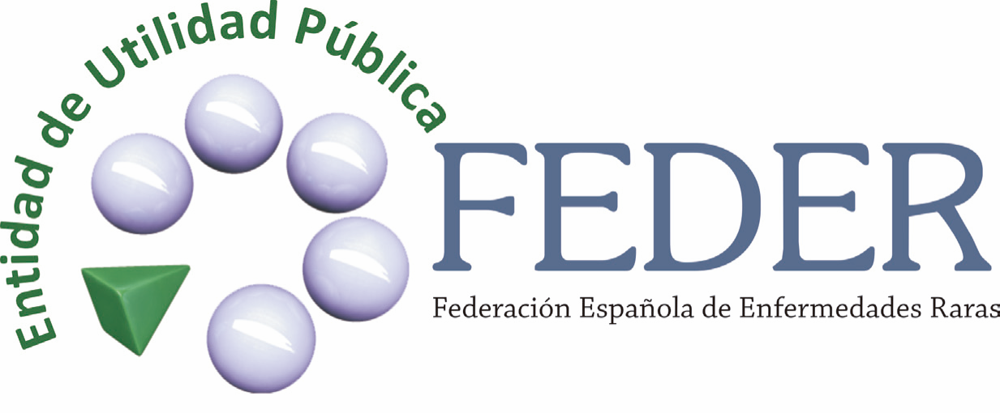 Entidad de Utilidad Pública
FEDER
Federación Española de Enfermedades Raras